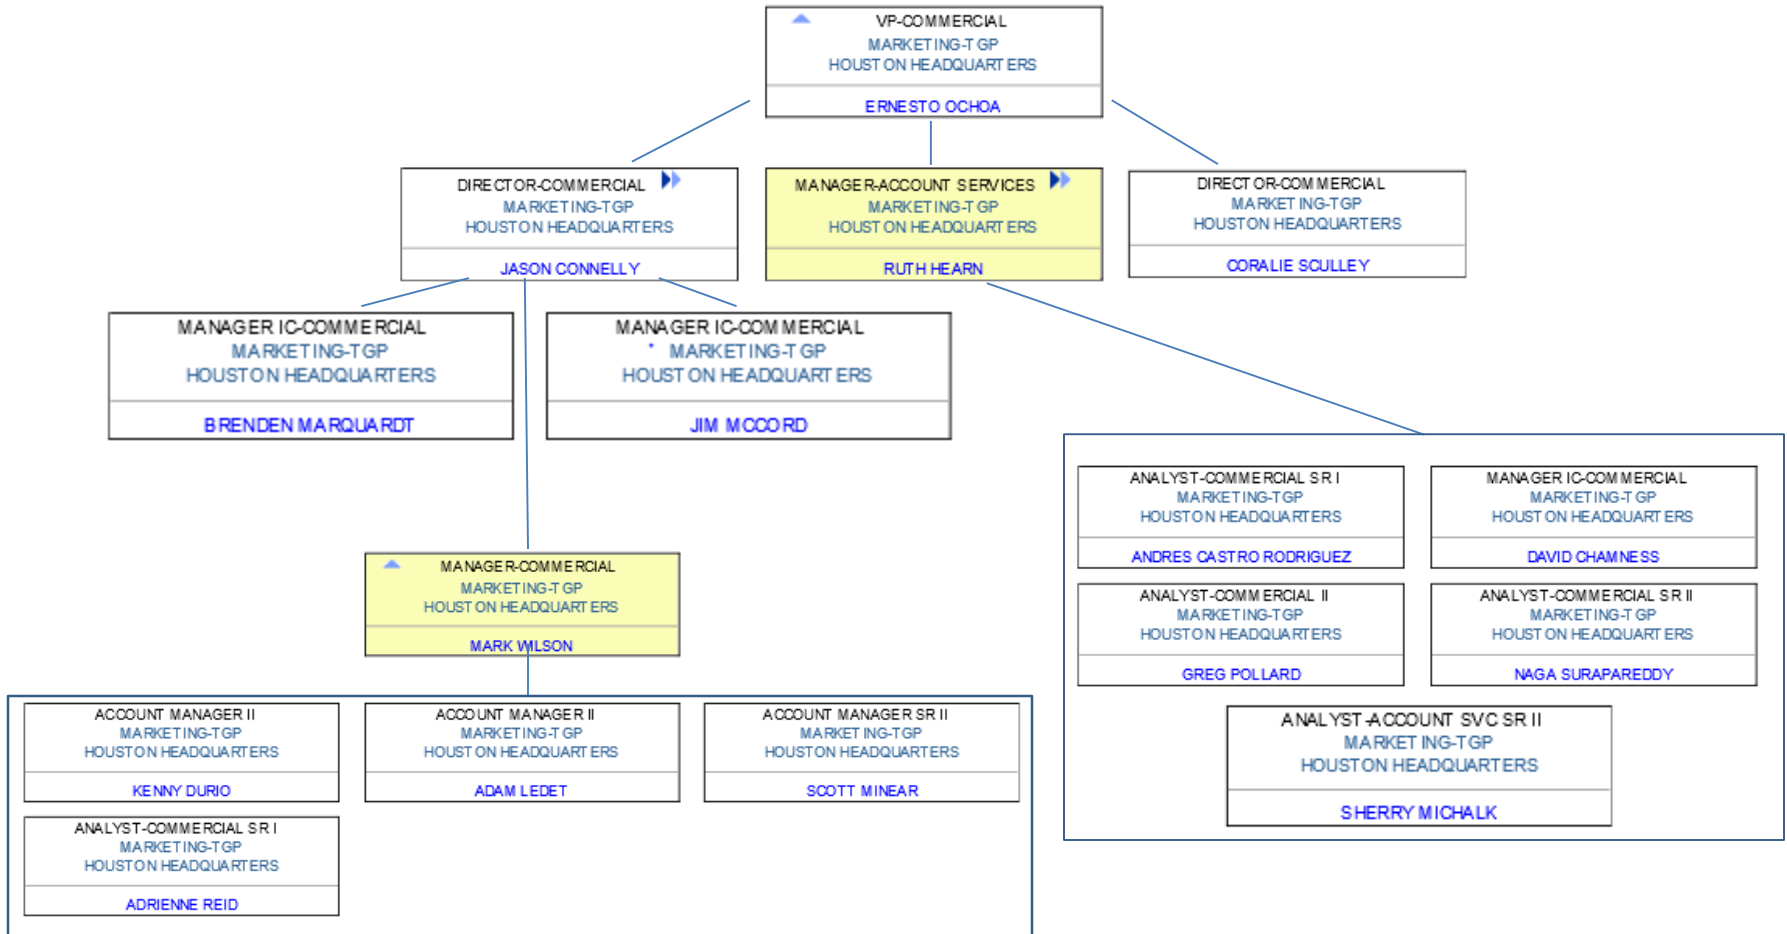 VP-COMMERCIAL
MARKETING-TGP
HOUSTON HEADQUARTERS
ERNESTO OCHOA
DIRECTOR-COMMERCIAL
MARKETING-TGP
HOUSTON HEADQUARTERS
JASON CONNELLY
MANAGER-ACCOUNT SERVICES
MARKETING-TGP
HOUSTON HEADQUARTERS
RUTH HEARN
DIRECTOR-COMMERCIAL
MARKETING-TGP
HOUSTON HEADQUARTERS
CORALIE SCULLEY
MANAGER IC-COMMERCIAL
MARKETING-TGP
HOUSTON HEADQUARTERS
BRENDEN MARQUARDT
MANAGER IC-COMMERCIAL
MARKETING-TGP
HOUSTON HEADQUARTERS
JIM MCCORD
MANAGER-COMMERCIAL
MARKETING-TGP
HOUSTON HEADQUARTERS
MARK WILSON
ACCOUNT MANAGER II
MARKETING-TGP
HOUSTON HEADQUARTERS
KENNY DURIO
ACCOUNT MANAGER II
MARKETING-TGP
HOUSTON HEADQUARTERS
ADAM LEDET
ACCOUNT MANAGER SR II
MARKETING-TGP
HOUSTON HEADQUARTERS
SCOTT MINEAR
ANALYST-COMMERCIAL SR I
MARKETING-TGP
HOUSTON HEADQUARTERS
ADRIENNE REID
ANALYST-COMMERCIAL SR I
MARKETING-TGP
HOUSTON HEADQUARTERS
ANDRES CASTRO RODRIGUEZ
MANAGER IC-COMMERCIAL
MARKETING-TGP
HOUSTON HEADQUARTERS
DAVID CHAMNESS
ANALYST-COMMERCIAL II
MARKETING-TGP
HOUSTON HEADQUARTERS
GREG POLLARD
ANALYST-COMMERCIAL SR II
MARKETING-TGP
HOUSTON HEADQUARTERS
NAGA SURAPAREDDY
ANALYST-ACCOUNT SVC SR II
MARKETING-TGP
HOUSTON HEADQUARTERS
SHERRY MICHALK